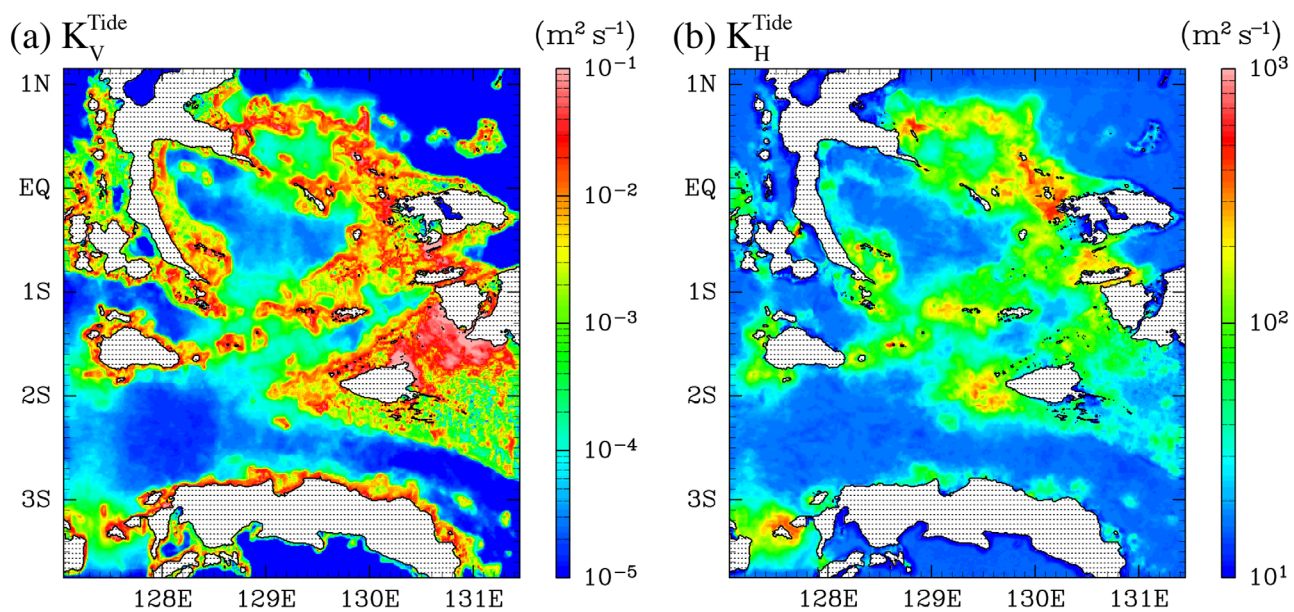 (a) K_V^Tide (m² s⁻¹)
10⁻¹
10⁻²
10⁻³
10⁻⁴
10⁻⁵
1N
EQ
1S
2S
3S
128E 129E 130E 131E
(b) K_H^Tide (m² s⁻¹)
10³
10²
10¹
1N
EQ
1S
2S
3S
128E 129E 130E 131E